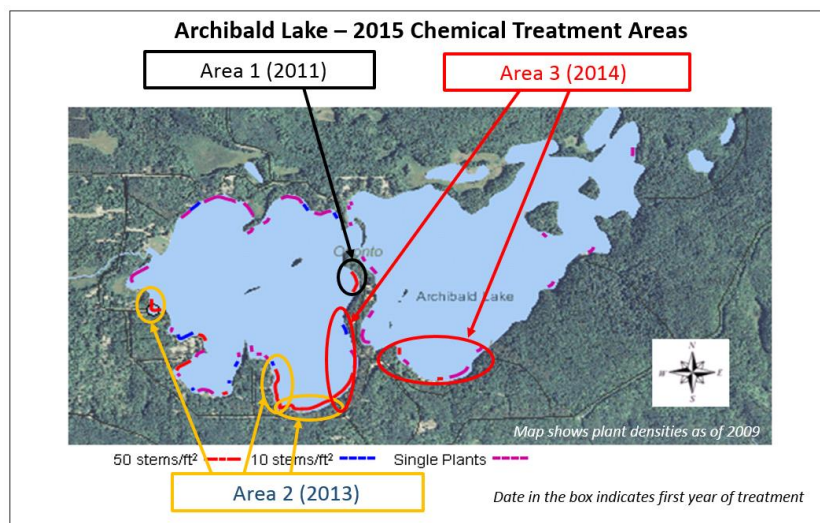 Archibald Lake – 2015 Chemical Treatment Areas
Area 1 (2011)
Area 3 (2014)
Archibald Lake
N
W E
S
Map shows plant densities as of 2009
50 stems/ft² 10 stems/ft² Single Plants
Area 2 (2013)
Date in the box indicates first year of treatment